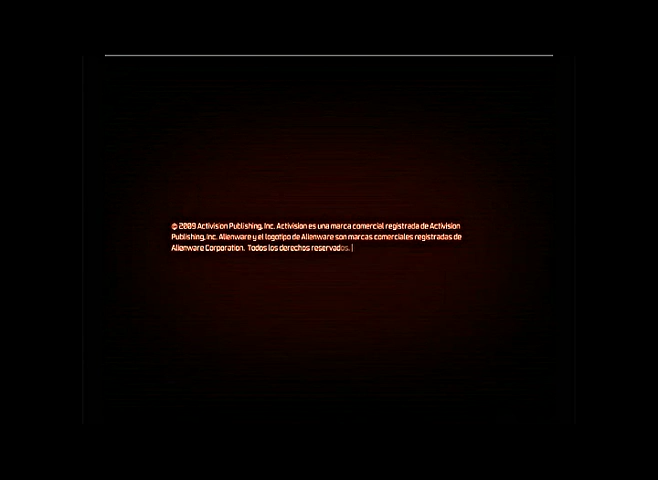 © 2009 Activision Publishing, Inc. Activision es una marca comercial registrada de Activision
Publishing, Inc. Alienware y el logotipo de Alienware son marcas comerciales registradas de
Alienware Corporation. Todos los derechos reservados.